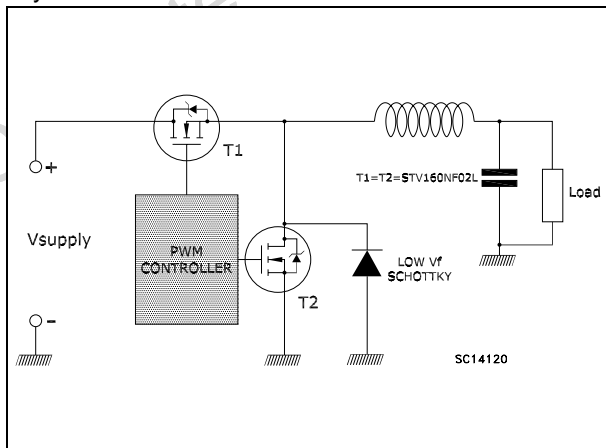 T1
T1=T2=STV160NF02L
Load
+
Vsupply
PWM
CONTROLLER
LOW Vf
SCHOTTKY
T2
-
SC14120